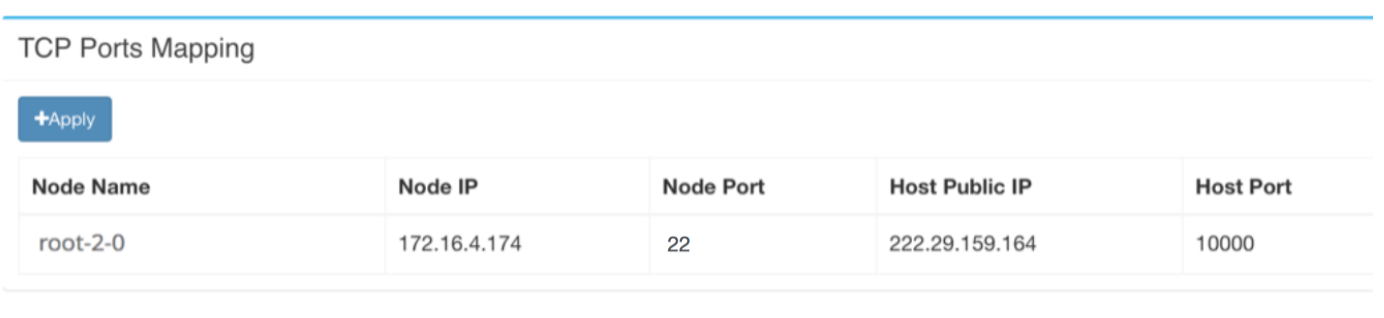 TCP Ports Mapping
+Apply
Node Name Node IP Node Port Host Public IP Host Port
root-2-0 172.16.4.174 22 222.29.159.164 10000